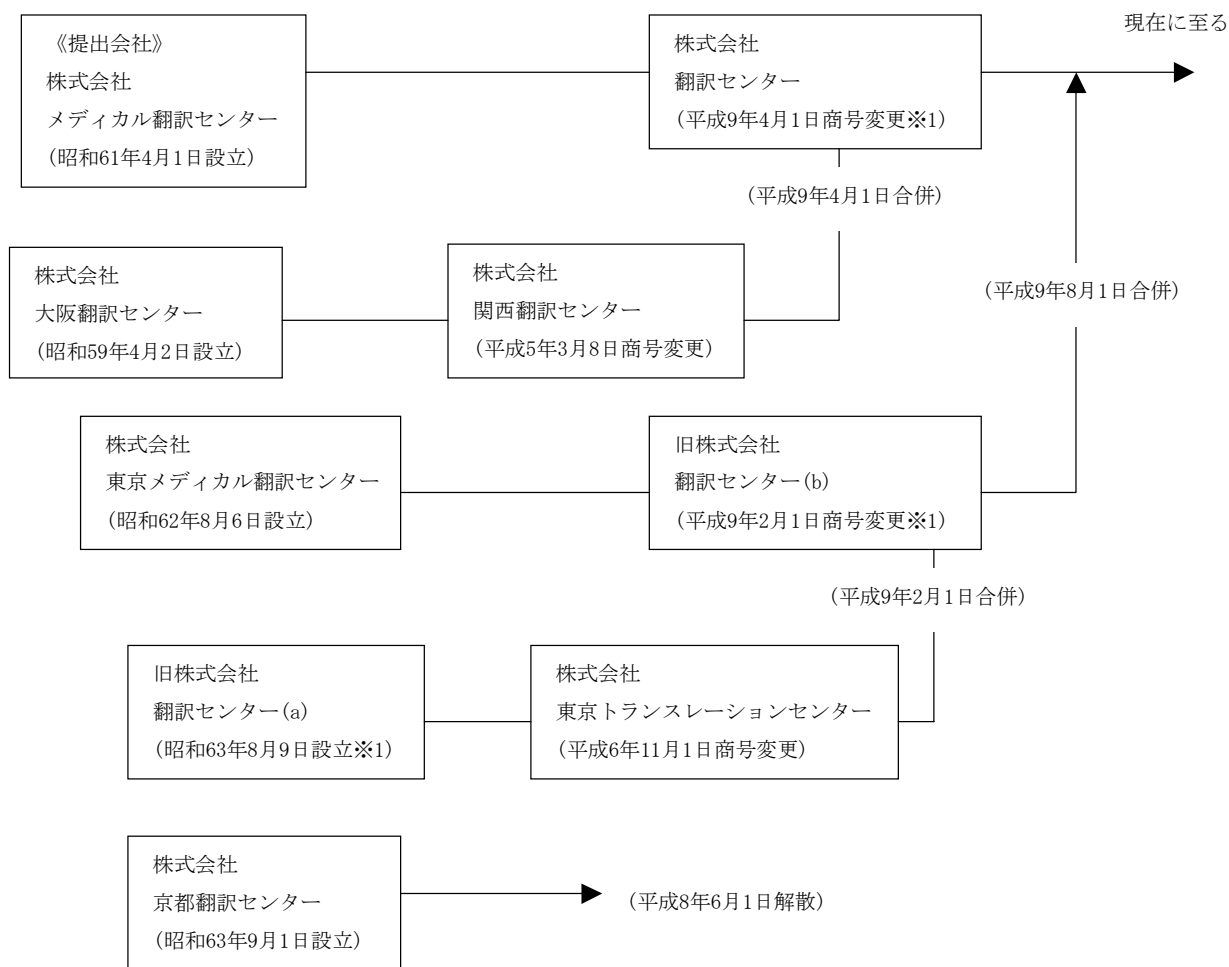 現在に至る
《提出会社》
株式会社
メディカル翻訳センター
(昭和61年4月1日設立)
株式会社
翻訳センター
(平成9年4月1日商号変更※1)
(平成9年4月1日合併)
株式会社
大阪翻訳センター
(昭和59年4月2日設立)
株式会社
関西翻訳センター
(平成5年3月8日商号変更)
(平成9年8月1日合併)
株式会社
東京メディカル翻訳センター
(昭和62年8月6日設立)
旧株式会社
翻訳センター(b)
(平成9年2月1日商号変更※1)
(平成9年2月1日合併)
旧株式会社
翻訳センター(a)
(昭和63年8月9日設立※1)
株式会社
東京トランスレーションセンター
(平成6年11月1日商号変更)
株式会社
京都翻訳センター
(昭和63年9月1日設立)
(平成8年6月1日解散)